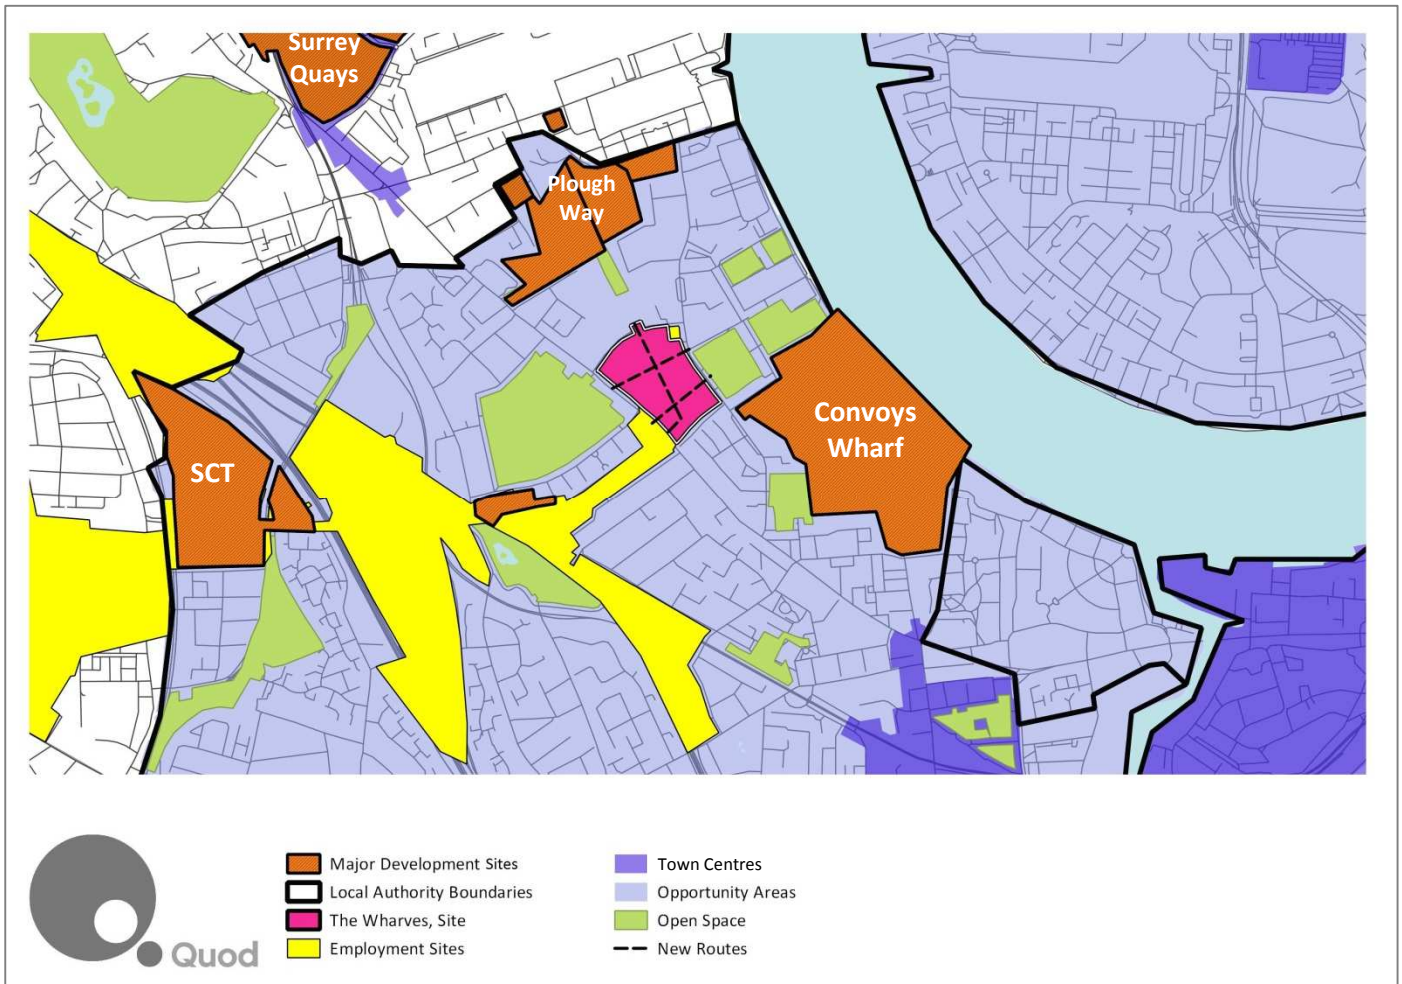 Surrey
Quays
Plough
Way
Convoys
Wharf
SCT
Quod
Major Development Sites
Local Authority Boundaries
The Wharves, Site
Employment Sites
Town Centres
Opportunity Areas
Open Space
New Routes